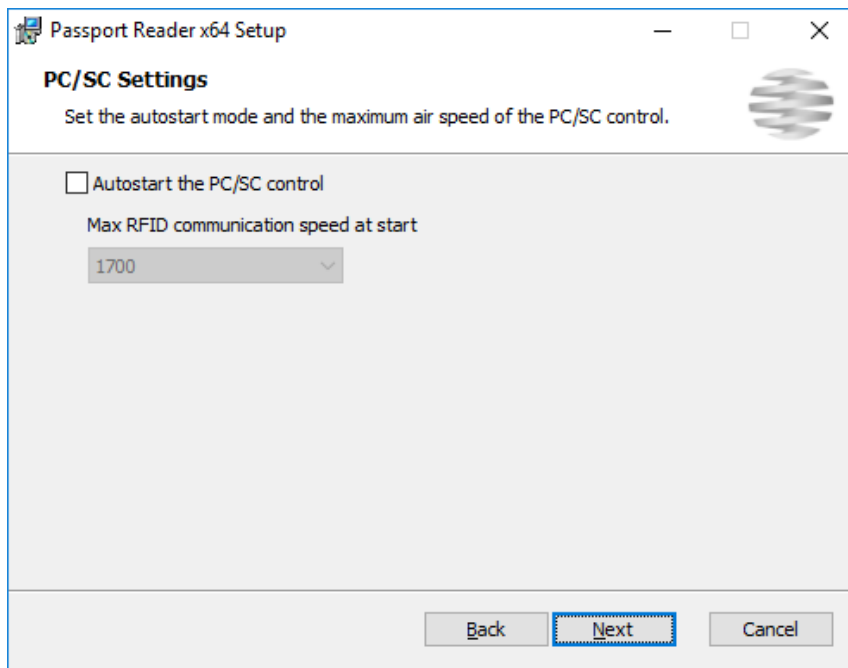 Passport Reader x64 Setup
PC/SC Settings
Set the autostart mode and the maximum air speed of the PC/SC control.
Autostart the PC/SC control
Max RFID communication speed at start
1700
Back Next Cancel